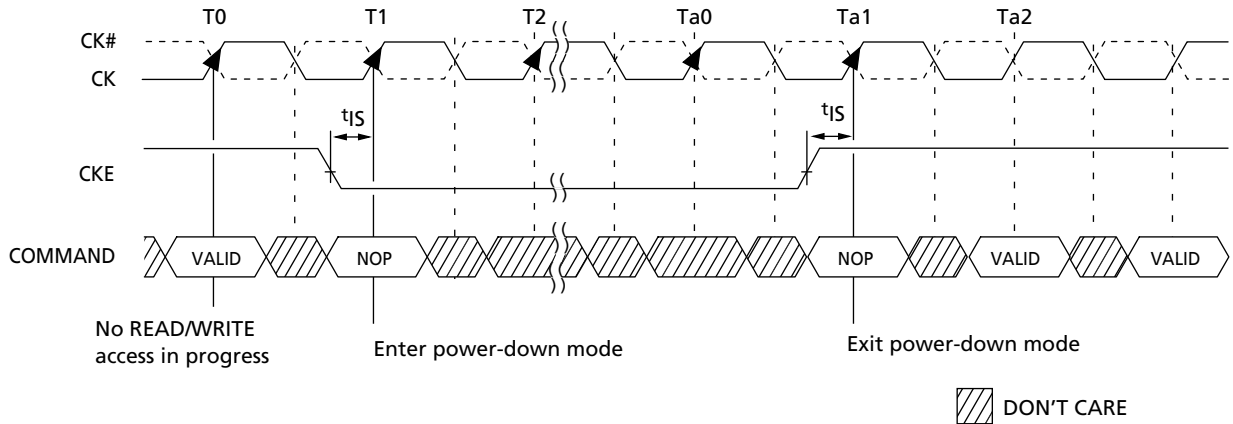 T0 T1 T2 Ta0 Ta1 Ta2
CK#
CK
tIS tIS
CKE
COMMAND VALID NOP NOP VALID VALID
No READ/WRITE
access in progress
Enter power-down mode
Exit power-down mode
DON'T CARE